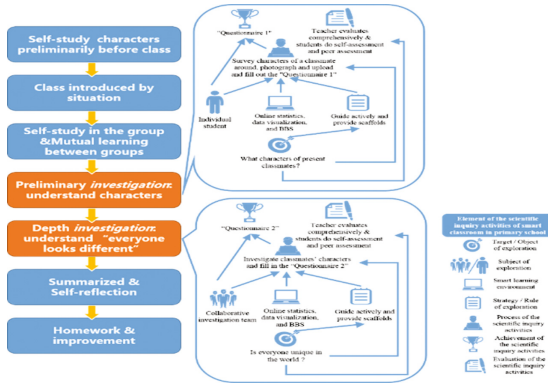 Self-study characters
preliminarily before class
Class introduced by
situation
Self-study in the group
&Mutual learning
between groups
Preliminary investigation:
understand characters
Depth investigation:
understand "everyone
looks different"
Summarized &
Self-reflection
Homework &
improvement
"Questionnaire 1"
Teacher evaluates
comprehensively &
students do self-assessment
and peer assessment
Survey characters of a classmate
around, photograph and upload
and fill out the "Questionnaire 1"
Individual
student
Online statistics,
data visualization,
and BBS
Guide actively and
provide scaffolds
What characters of present
classmates?
"Questionnaire 2"
Teacher evaluates
comprehensively &
students do self-assessment
and peer assessment
Investigate classmates' characters
and fill in the "Questionnaire 2"
Collaborative
investigation team
Online statistics,
data visualization,
and BBS
Guide actively and
provide scaffolds
Is everyone unique in
the world ?
Element of the scientific
inquiry activities of smart
classroom in primary school
Target / Object
of exploration
Subject of
exploration
Smart learning
environment
Strategy / Rule
of exploration
Process of the
scientific inquiry
activities
Achievement of
the scientific
inquiry activities
Evaluation of the
scientific inquiry
activities